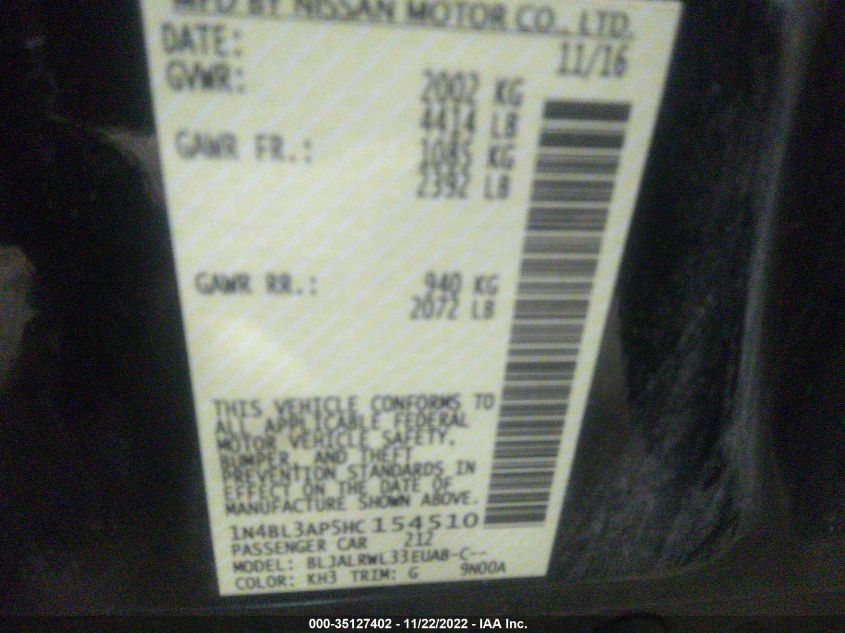 MFD BY NISSAN MOTOR CO., LTD.
DATE: 11/16
GVWR: 2002 KG
4414 LB
GAWR FR.: 1085 KG
2392 LB
GAWR RR.: 940 KG
2072 LB
THIS VEHICLE CONFORMS TO
ALL APPLICABLE FEDERAL
MOTOR VEHICLE SAFETY,
BUMPER, AND THEFT
PREVENTION STANDARDS IN
EFFECT ON THE DATE OF
MANUFACTURE SHOWN ABOVE.
1N4BL3AP5HC154510
PASSENGER CAR 212
MODEL: BLJALRWL33EUAB-C--
COLOR: KH3 TRIM: G 9N00A
000-35127402 - 11/22/2022 - IAA Inc.